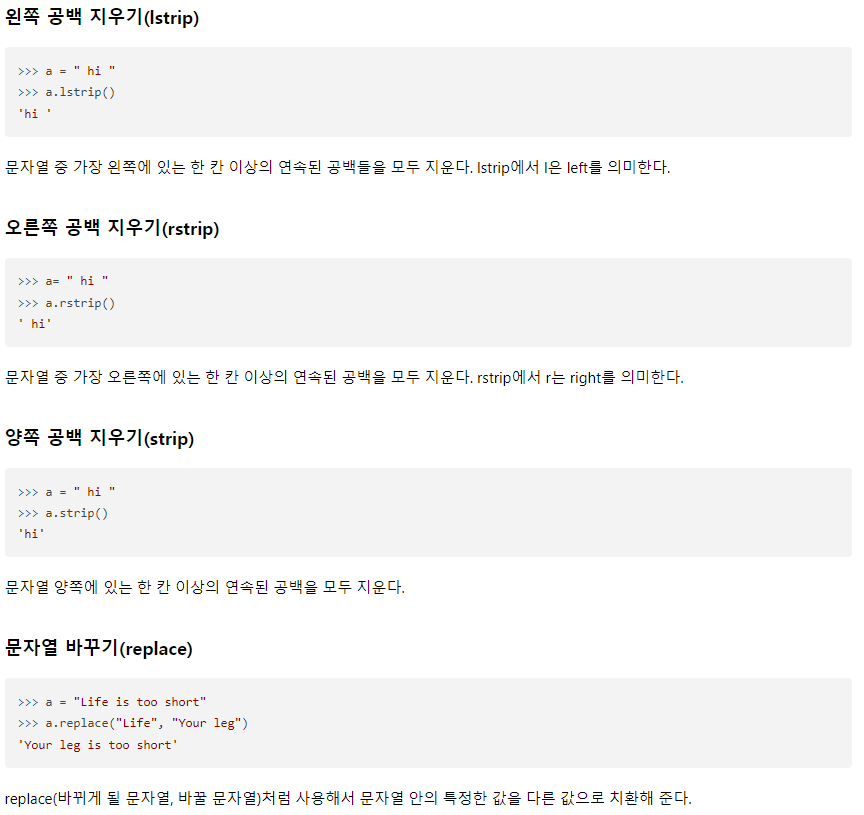 왼쪽 공백 지우기(lstrip)
>>> a = " hi "
>>> a.lstrip()
'hi '
문자열 중 가장 왼쪽에 있는 한 칸 이상의 연속된 공백들을 모두 지운다. lstrip에서 l은 left를 의미한다.
오른쪽 공백 지우기(rstrip)
>>> a= " hi "
>>> a.rstrip()
' hi'
문자열 중 가장 오른쪽에 있는 한 칸 이상의 연속된 공백을 모두 지운다. rstrip에서 r는 right를 의미한다.
양쪽 공백 지우기(strip)
>>> a = " hi "
>>> a.strip()
'hi'
문자열 양쪽에 있는 한 칸 이상의 연속된 공백을 모두 지운다.
문자열 바꾸기(replace)
>>> a = "Life is too short"
>>> a.replace("Life", "Your leg")
'Your leg is too short'
replace(바뀌게 될 문자열, 바꿀 문자열)처럼 사용해서 문자열 안의 특정한 값을 다른 값으로 치환해 준다.